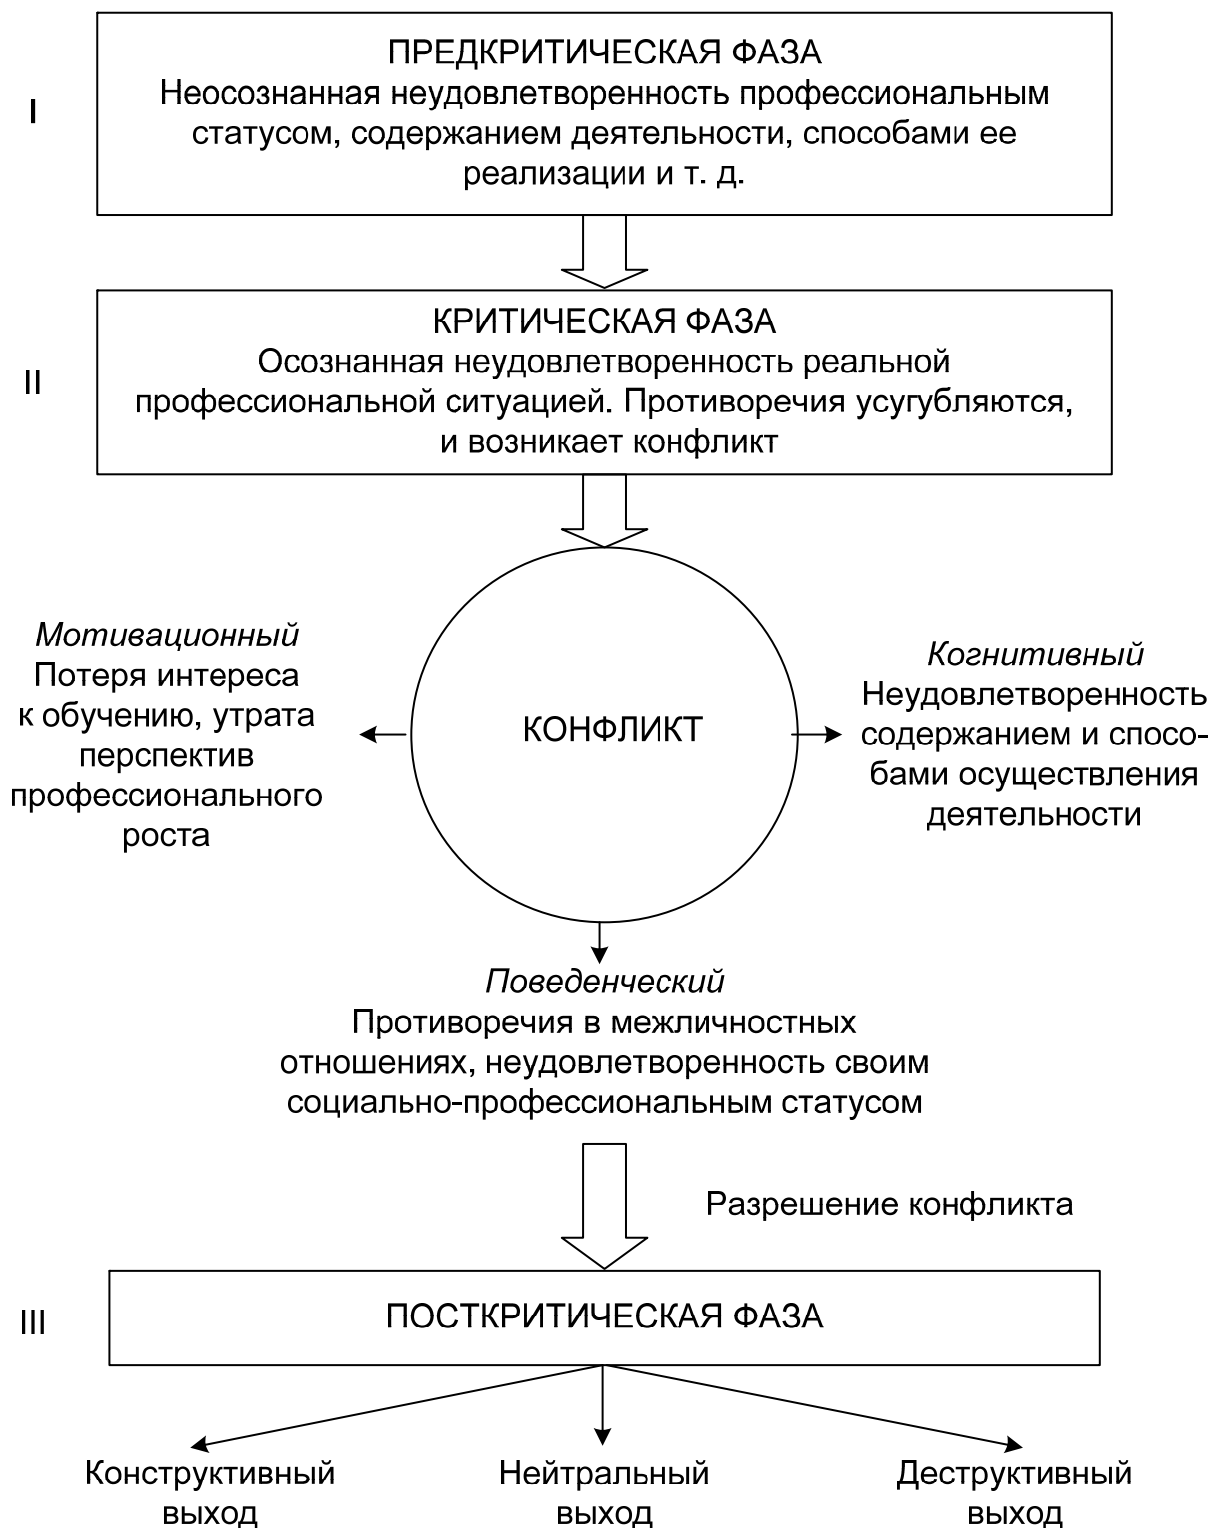 I
ПРЕДКРИТИЧЕСКАЯ ФАЗА
Неосознанная неудовлетворенность профессиональным
статусом, содержанием деятельности, способами ее
реализации и т. д.
II
КРИТИЧЕСКАЯ ФАЗА
Осознанная неудовлетворенность реальной
профессиональной ситуацией. Противоречия усугубляются,
и возникает конфликт
Мотивационный
Потеря интереса
к обучению, утрата
перспектив
профессионального
роста
КОНФЛИКТ
Когнитивный
Неудовлетворенность
содержанием и спосо-
бами осуществления
деятельности
Поведенческий
Противоречия в межличностных
отношениях, неудовлетворенность своим
социально-профессиональным статусом
Разрешение конфликта
III
ПОСТКРИТИЧЕСКАЯ ФАЗА
Конструктивный
выход
Нейтральный
выход
Деструктивный
выход